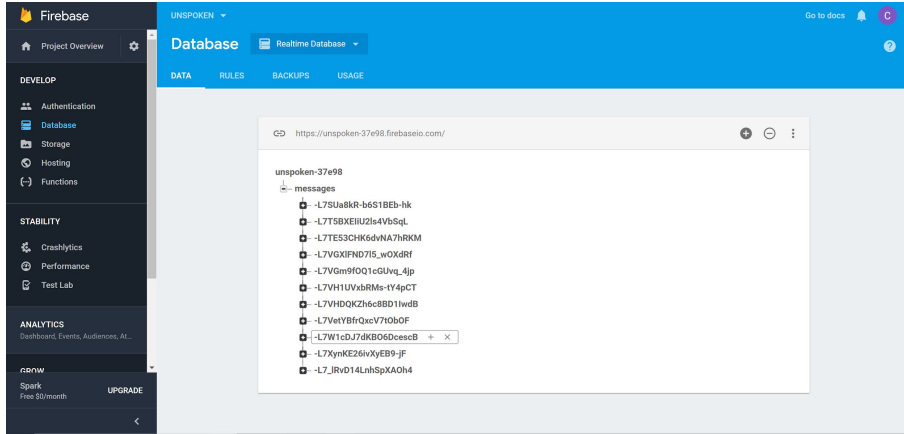 Firebase
UNSPOKEN
Go to docs
C
Project Overview
Database
Realtime Database
?
DEVELOP
DATA
RULES
BACKUPS
USAGE
Authentication
Database
Storage
Hosting
Functions
https://unspoken-37e98.firebaseio.com/
unspoken-37e98
messages
-L7SUa8kR-b6S1BEb-hk
-L7T5BXEIiU2ls4VbSqL
-L7TE53CHK6dvNA7hRKM
-L7VGXlFND7l5_wOXdRf
-L7VGm9fOQ1cGUvq_4jp
-L7VH1UVxbRMs-tY4pCT
-L7VHDQKZh6c8BD1IwdB
-L7VetYBfrQxcV7tObOF
-L7W1cDJ7dKBO6DcescB
-L7XynKE26ivXyEB9-jF
-L7_lRvD14LnhSpXAOh4
STABILITY
Crashlytics
Performance
Test Lab
ANALYTICS
Dashboard, Events, Audiences, At...
GROW
Spark
Free $0/month
UPGRADE